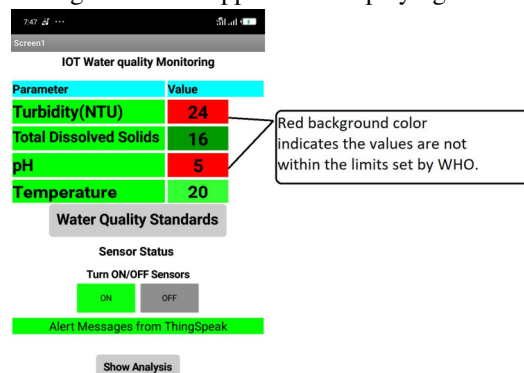 7:47
Screen1
IOT Water quality Monitoring
Parameter Value
Turbidity(NTU) 24
Total Dissolved Solids 16
pH 5
Temperature 20
Water Quality Standards
Sensor Status
Turn ON/OFF Sensors
ON OFF
Alert Messages from ThingSpeak
Show Analysis
Red background color
indicates the values are not
within the limits set by WHO.